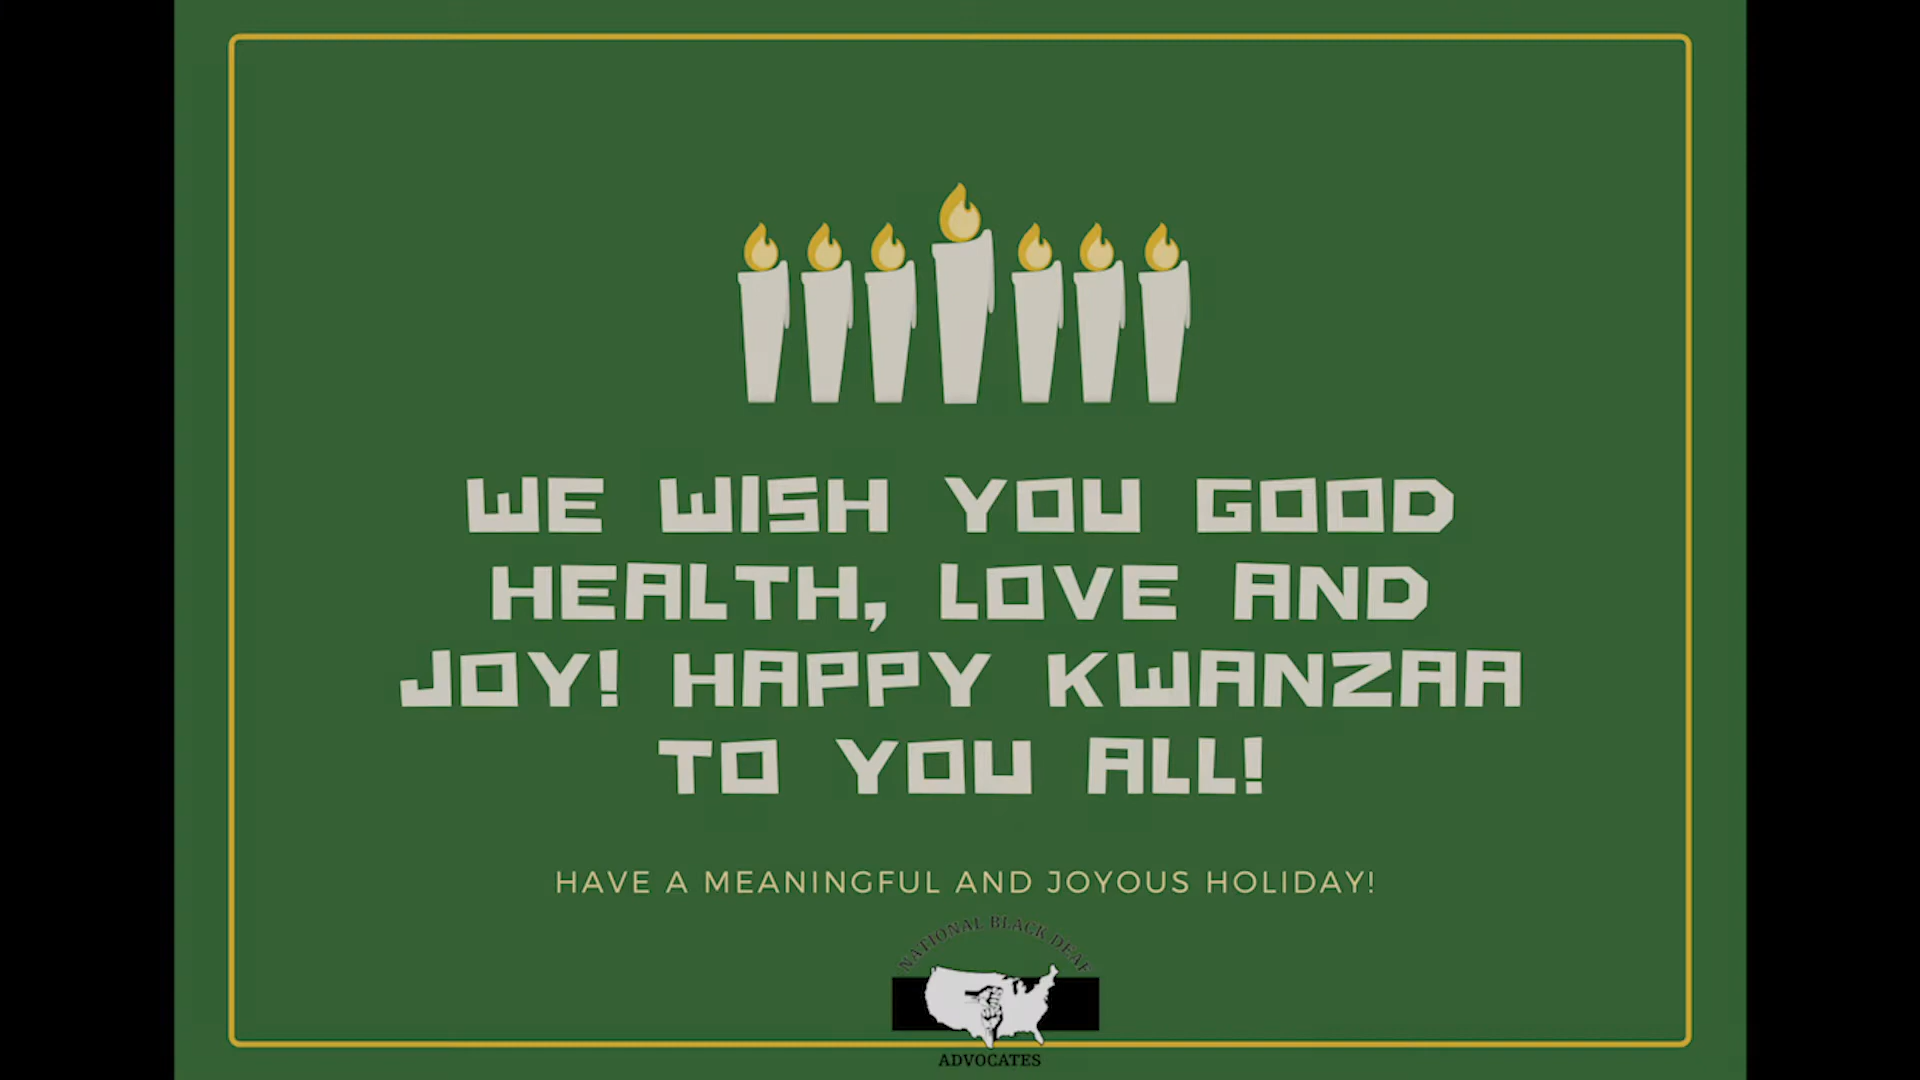 WE WISH YOU GOOD
HEALTH, LOVE AND
JOY! HAPPY KWANZAA
TO YOU ALL!
HAVE A MEANINGFUL AND JOYOUS HOLIDAY!
NATIONAL BLACK DEAF
ADVOCATES